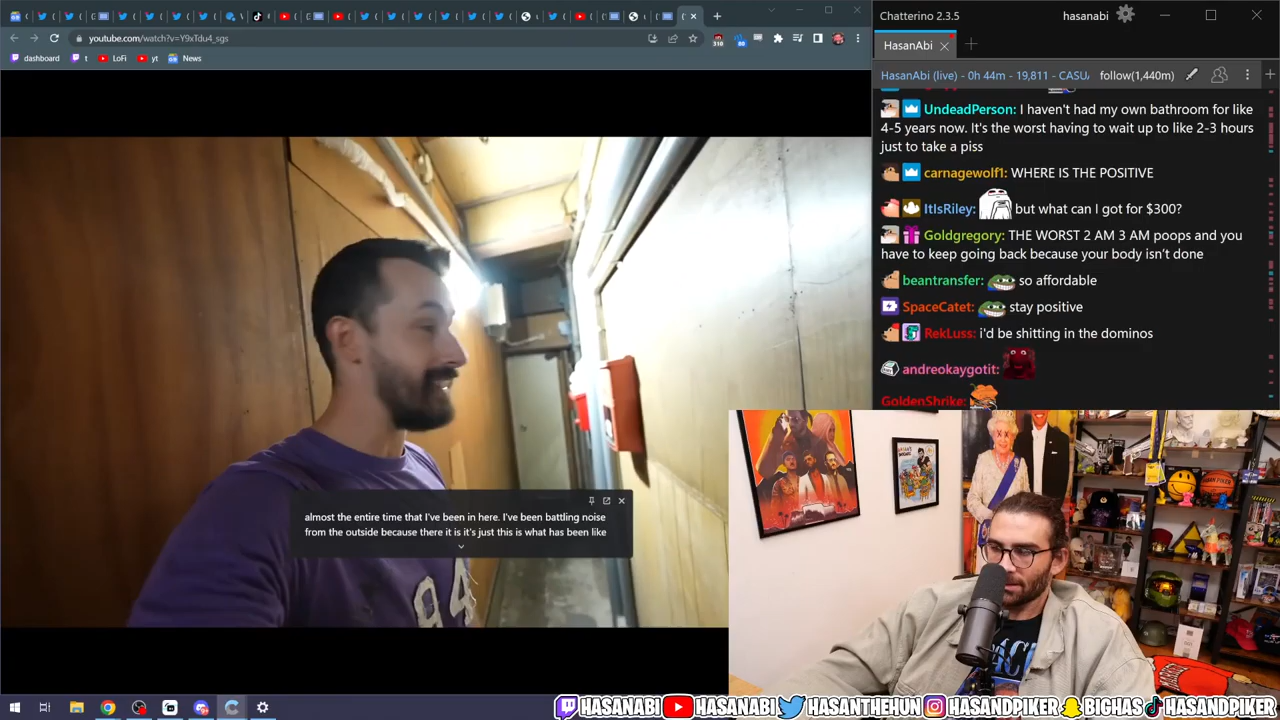 youtube.com/watch?v=Y9xTdu4_sgs
310
dashboard
t
LoFi
yt
News
almost the entire time that I've been in here. I've been battling noise
from the outside because there it is it's just this is what has been like
94
Chatterino 2.3.5
hasanabi
HasanAbi
HasanAbi (live) - 0h 44m - 19,811 - CASU
follow(1,440m)
UndeadPerson: I haven't had my own bathroom for like
4-5 years now. It's the worst having to wait up to like 2-3 hours
just to take a piss
carnagewolf1: WHERE IS THE POSITIVE
ItIsRiley: but what can I got for $300?
Goldgregory: THE WORST 2 AM 3 AM poops and you
have to keep going back because your body isn't done
beantransfer: so affordable
SpaceCatet: stay positive
RekLuss: i'd be shitting in the dominos
andreokaygotit:
GoldenShrike:
HASANABI
HASANABI
HASANTHEHUN
HASANDPIKER
BIGHAS
HASANDPIKER